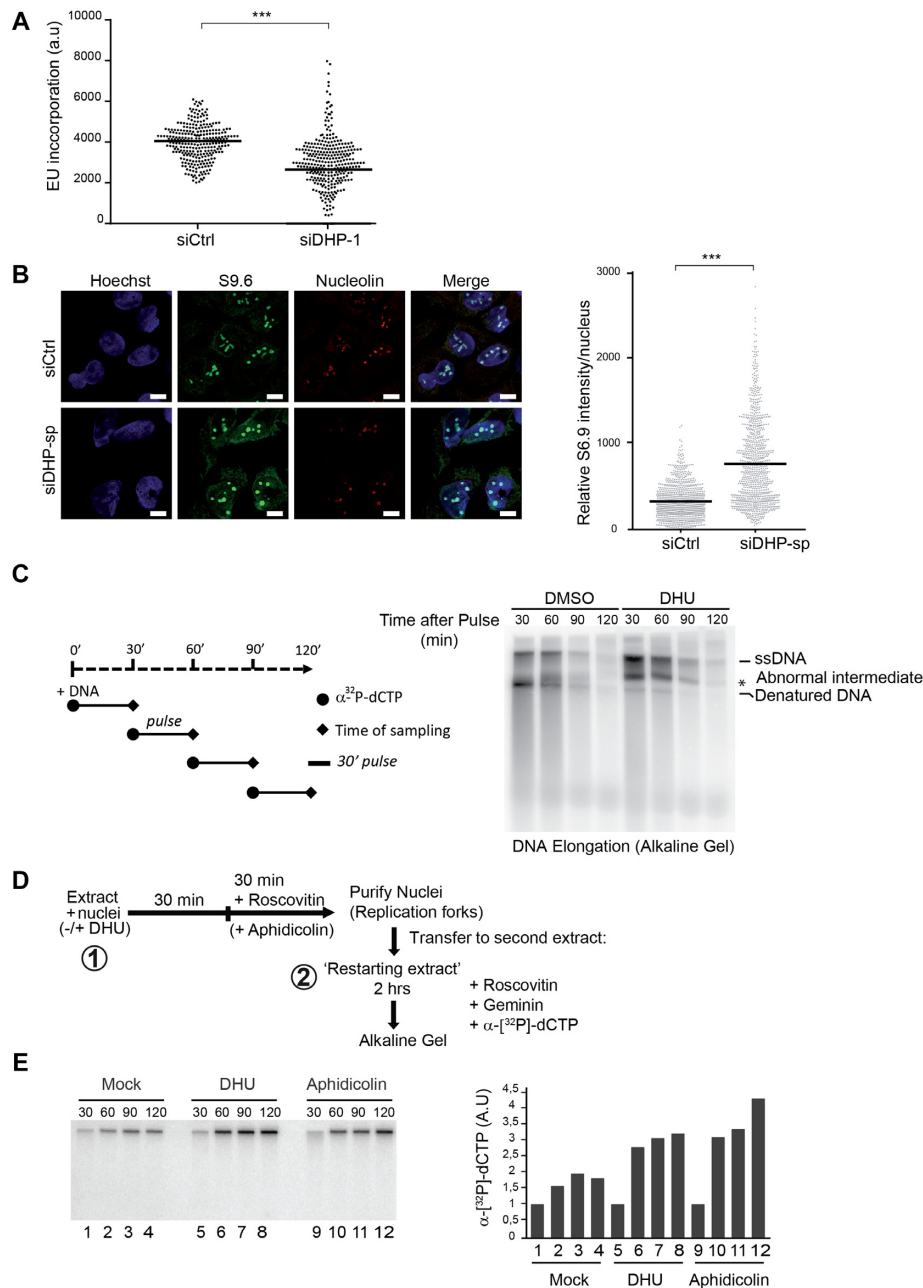 A
***
EU inccorporation (a.u)
10000
8000
6000
4000
2000
0
siCtrl
siDHP-1
B
Hoechst
S9.6
Nucleolin
Merge
siCtrl
siDHP-sp
***
Relative S6.9 intensity/nucleus
3000
2000
1000
0
siCtrl
siDHP-sp
C
0’ 30’ 60’ 90’ 120’
+ DNA
pulse
α-³²P-dCTP
Time of sampling
30’ pulse
DMSO DHU
Time after Pulse
(min)
30 60 90 120 30 60 90 120
ssDNA
* Abnormal intermediate
Denatured DNA
DNA Elongation (Alkaline Gel)
D
Extract
+ nuclei
(-/+ DHU)
1
30 min
30 min
+ Roscovitin
(+ Aphidicolin)
Purify Nuclei
(Replication forks)
Transfer to second extract:
2 ‘Restarting extract’
2 hrs
+ Roscovitin
+ Geminin
+ α-[³²P]-dCTP
Alkaline Gel
E
Mock DHU Aphidicolin
30 60 90 120 30 60 90 120 30 60 90 120
1 2 3 4 5 6 7 8 9 10 11 12
α-[³²P]-dCTP (A.U)
4,5
4
3,5
3
2,5
2
1,5
1
0,5
0
1 2 3 4 5 6 7 8 9 10 11 12
Mock DHU Aphidicolin